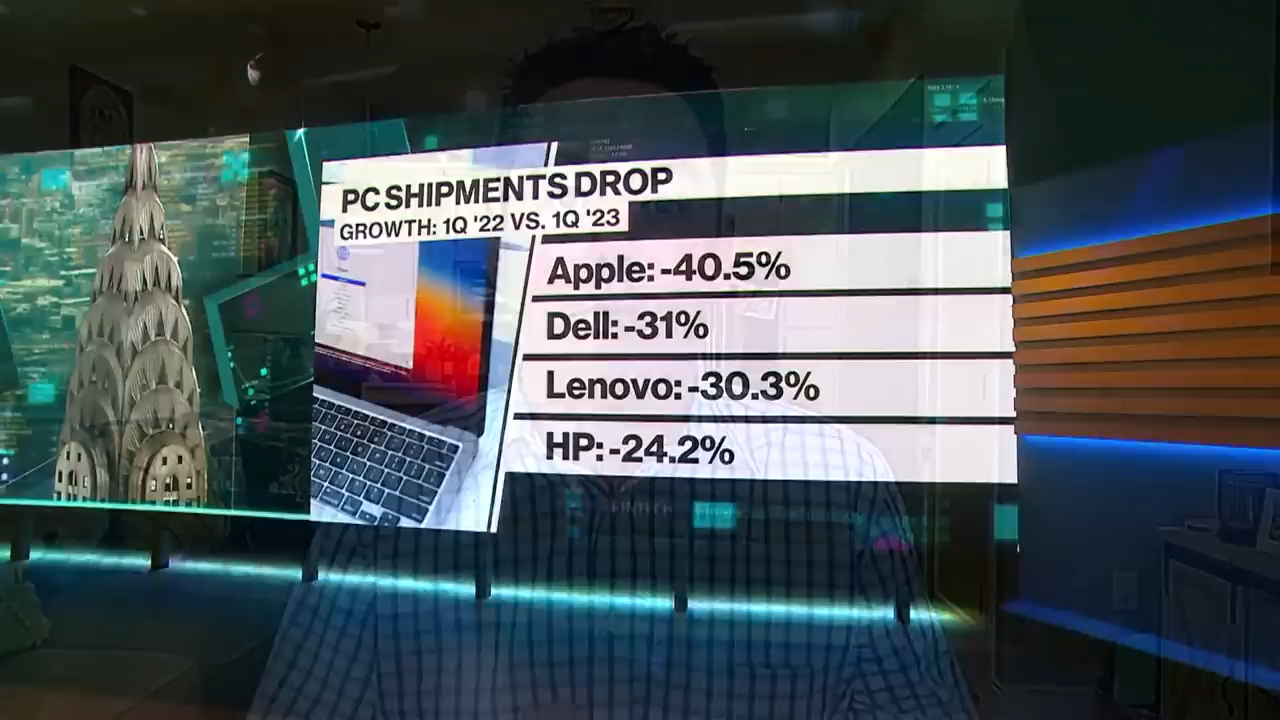 PC SHIPMENTS DROP
GROWTH: 1Q '22 VS. 1Q '23
Apple: -40.5%
Dell: -31%
Lenovo: -30.3%
HP: -24.2%
FINTECH